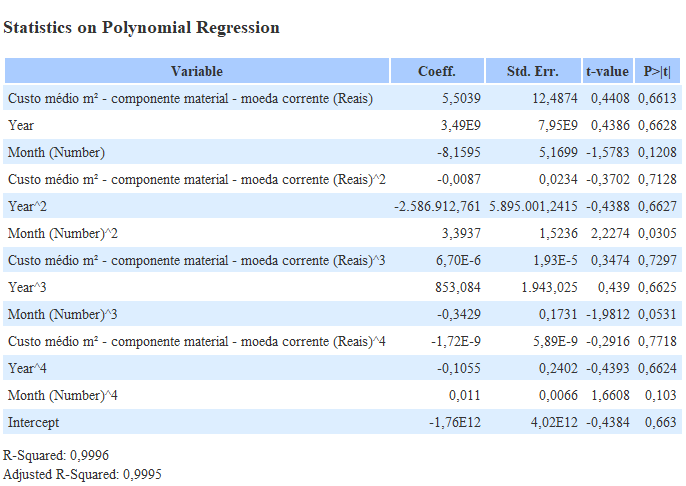 Statistics on Polynomial Regression
Variable Coeff. Std. Err. t-value P>|t|
Custo médio m² - componente material - moeda corrente (Reais) 5,5039 12,4874 0,4408 0,6613
Year 3,49E9 7,95E9 0,4386 0,6628
Month (Number) -8,1595 5,1699 -1,5783 0,1208
Custo médio m² - componente material - moeda corrente (Reais)^2 -0,0087 0,0234 -0,3702 0,7128
Year^2 -2.586.912,761 5.895.001,2415 -0,4388 0,6627
Month (Number)^2 3,3937 1,5236 2,2274 0,0305
Custo médio m² - componente material - moeda corrente (Reais)^3 6,70E-6 1,93E-5 0,3474 0,7297
Year^3 853,084 1.943,025 0,439 0,6625
Month (Number)^3 -0,3429 0,1731 -1,9812 0,0531
Custo médio m² - componente material - moeda corrente (Reais)^4 -1,72E-9 5,89E-9 -0,2916 0,7718
Year^4 -0,1055 0,2402 -0,4393 0,6624
Month (Number)^4 0,011 0,0066 1,6608 0,103
Intercept -1,76E12 4,02E12 -0,4384 0,663
R-Squared: 0,9996
Adjusted R-Squared: 0,9995